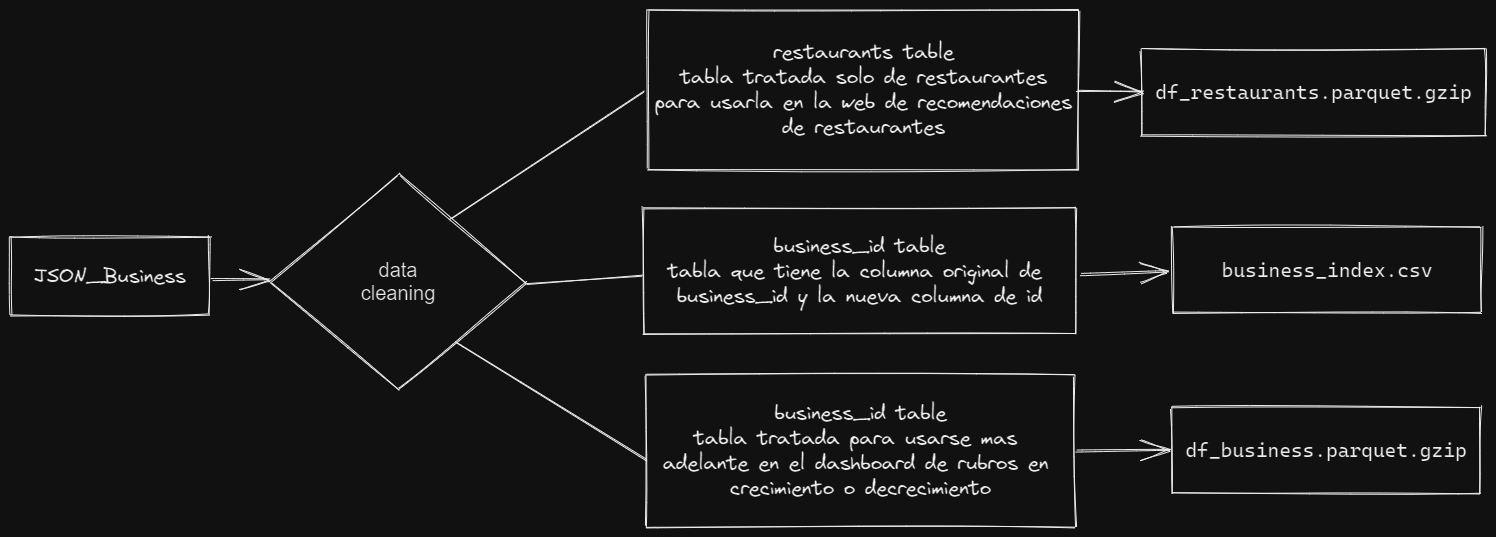 JSON_Business
data
cleaning
restaurants table
tabla tratada solo de restaurantes
para usarla en la web de recomendaciones
de restaurantes
df_restaurants.parquet.gzip
business_id table
tabla que tiene la columna original de
business_id y la nueva columna de id
business_index.csv
business_id table
tabla tratada para usarse mas
adelante en el dashboard de rubros en
crecimiento o decrecimiento
df_business.parquet.gzip